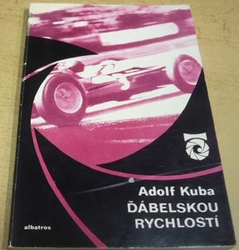 Adolf Kuba
ĎÁBELSKOU
RYCHLOSTÍ
albatros